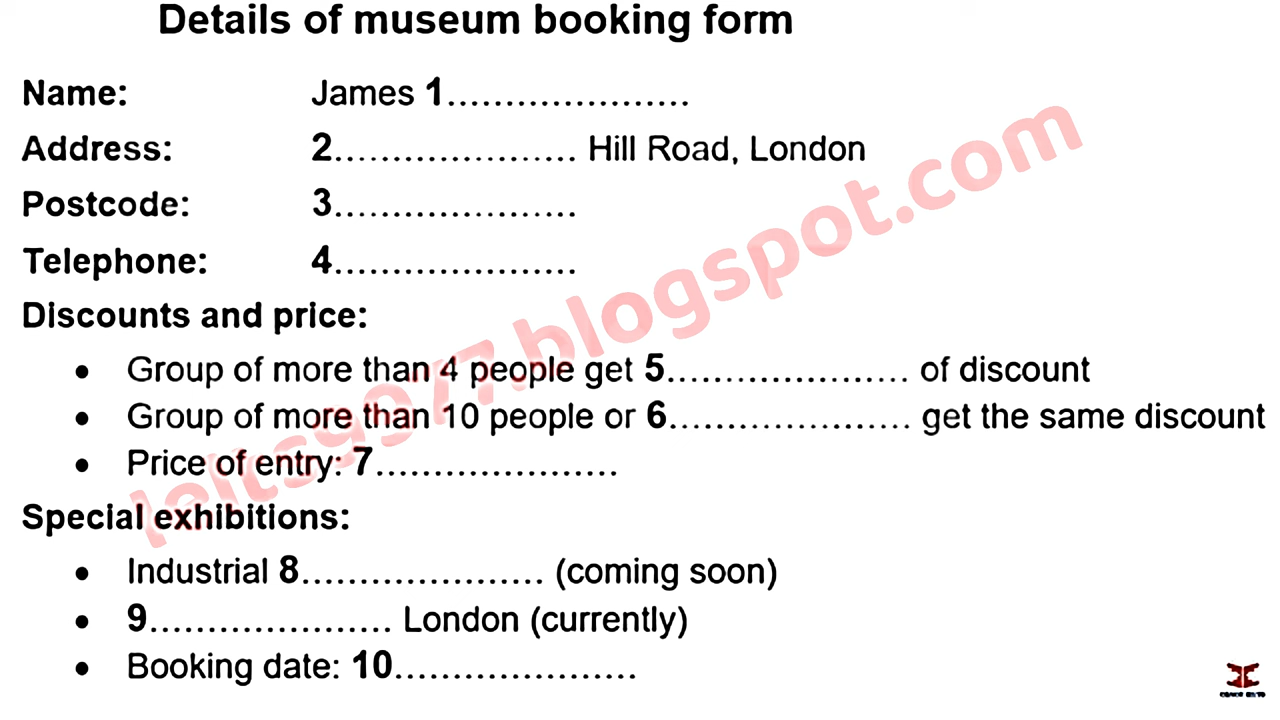 Details of museum booking form
Name: James 1.....................
Address: 2..................... Hill Road, London
Postcode: 3.....................
Telephone: 4.....................
Discounts and price:
• Group of more than 4 people get 5..................... of discount
• Group of more than 10 people or 6..................... get the same discount
• Price of entry: 7.....................
Special exhibitions:
• Industrial 8..................... (coming soon)
• 9..................... London (currently)
• Booking date: 10.....................
Ielts9977.blogspot.com